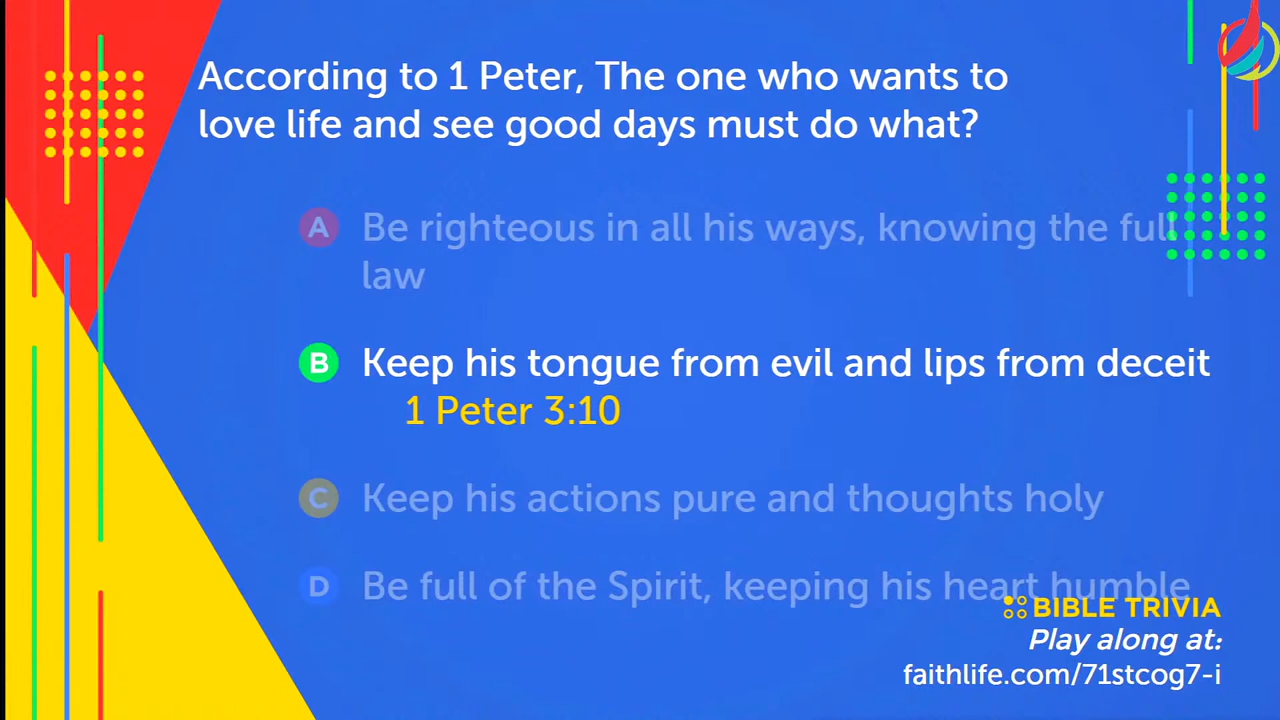 According to 1 Peter, The one who wants to
love life and see good days must do what?
A Be righteous in all his ways, knowing the full
law
B Keep his tongue from evil and lips from deceit
1 Peter 3:10
C Keep his actions pure and thoughts holy
D Be full of the Spirit, keeping his heart humble
BIBLE TRIVIA
Play along at:
faithlife.com/71stcog7-i